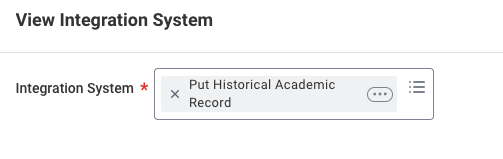 View Integration System
Integration System *
Put Historical Academic
Record